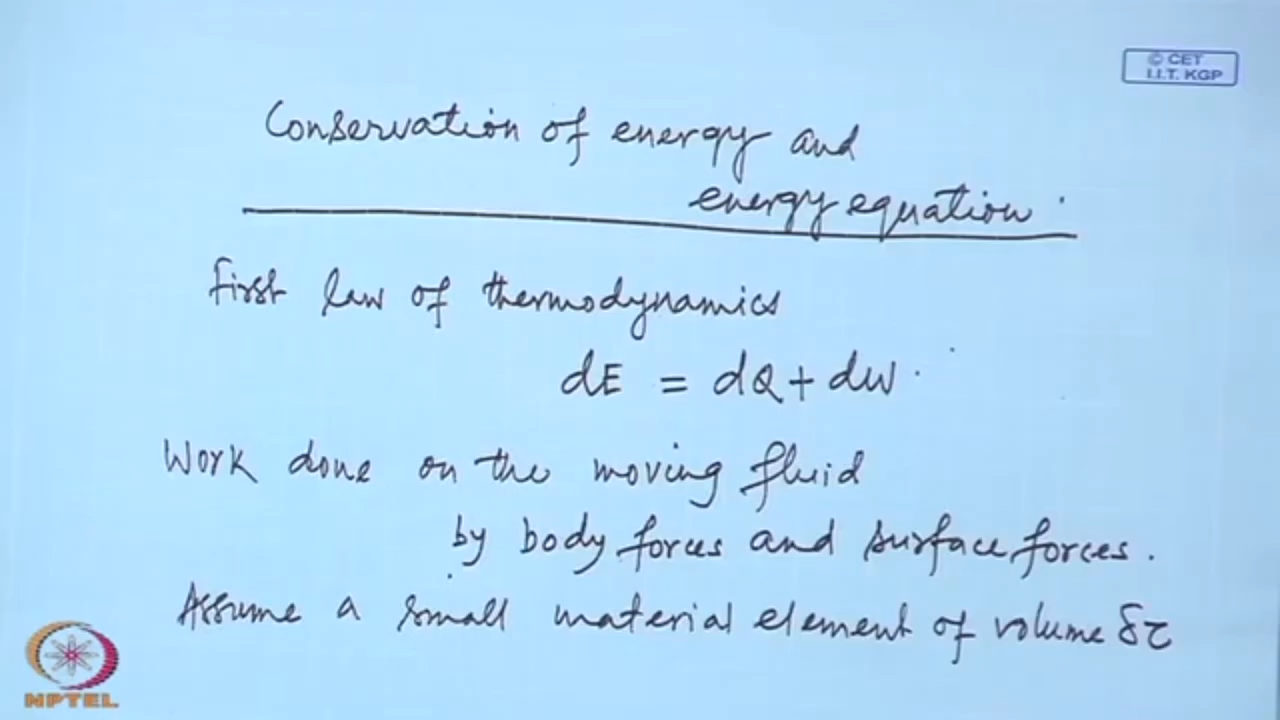 © CET
I.I.T. KGP
Conservation of energy and
energy equation.
First law of thermodynamics
dE = dQ + dW.
Work done on the moving fluid
by body forces and surface forces.
Assume a small material element of volume δτ
NPTEL